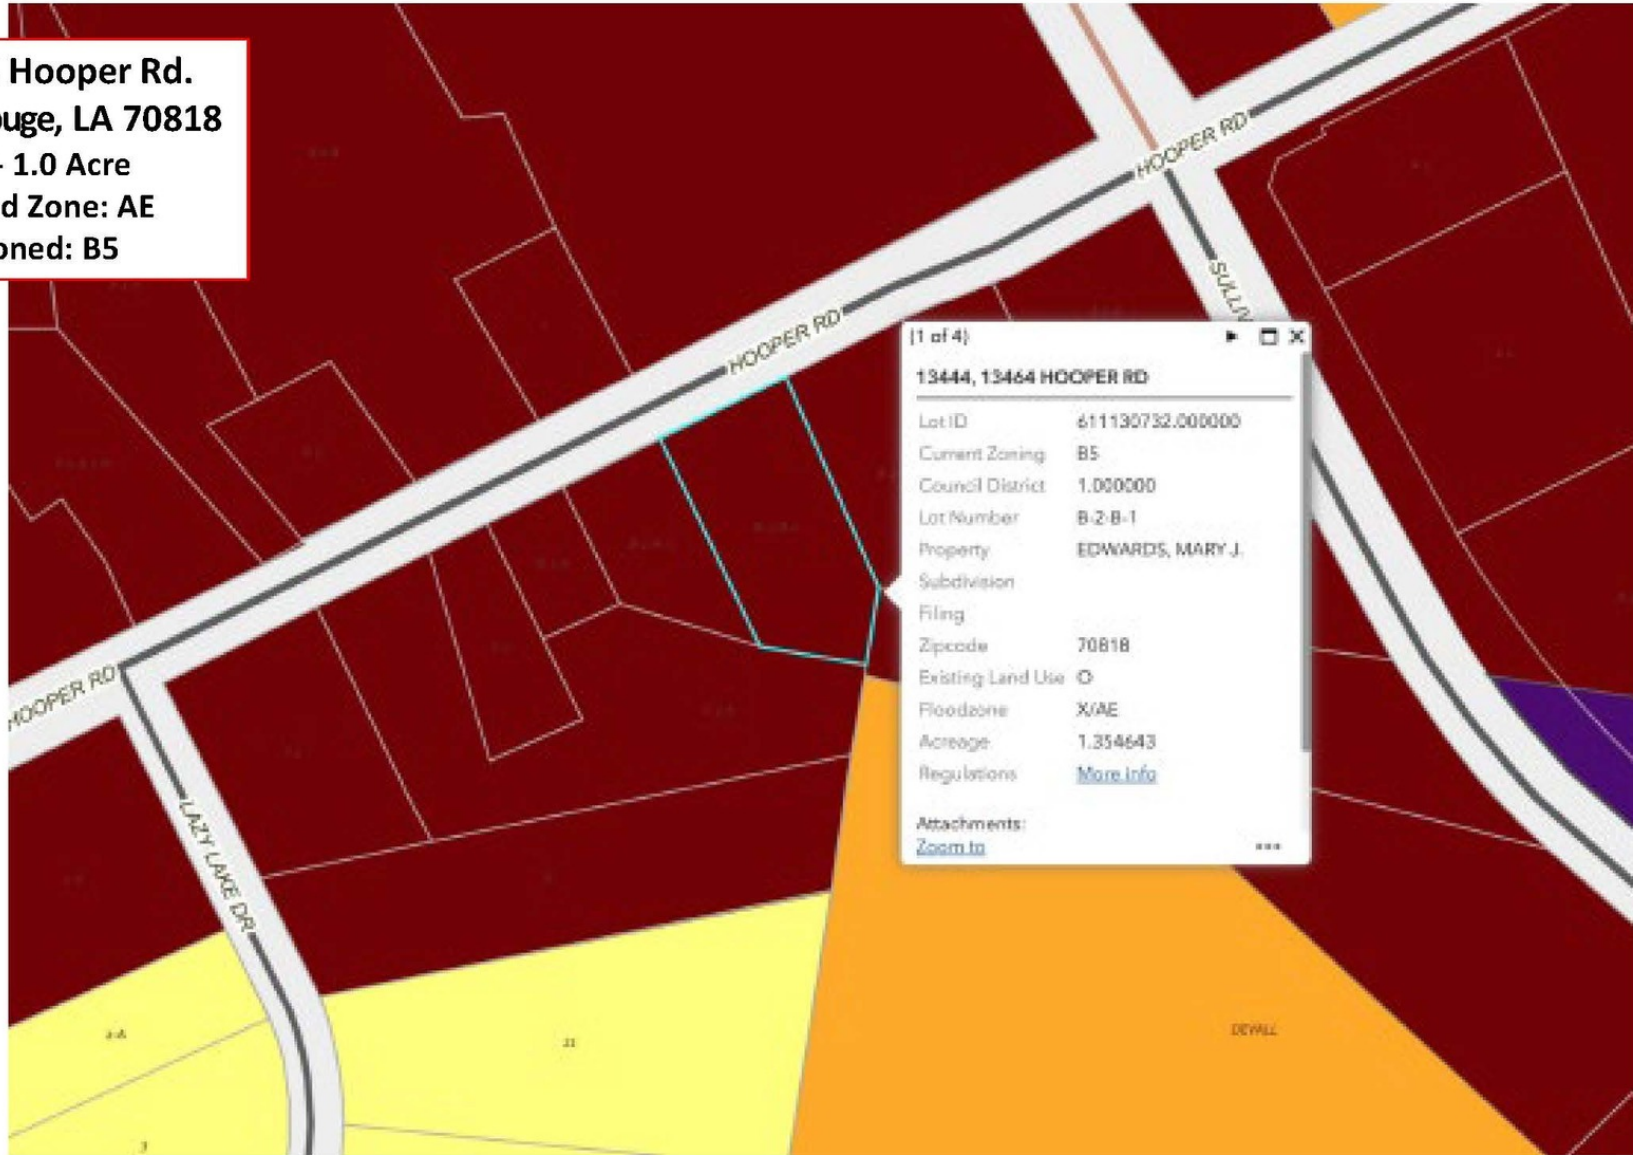 Hooper Rd.
ouge, LA 70818
- 1.0 Acre
d Zone: AE
oned: B5
HOOPER RD
SULLIV
HOOPER RD
(1 of 4)
13444, 13464 HOOPER RD
Lot ID 611130732.000000
Current Zoning B5
Council District 1.000000
Lot Number B-2-B-1
Property EDWARDS, MARY J.
Subdivision
Filing
Zipcode 70818
Existing Land Use O
Floodzone X/AE
Acreage 1.354643
Regulations More info
Attachments:
Zoom to
HOOPER RD
LAZY LAKE DR
DEVALL